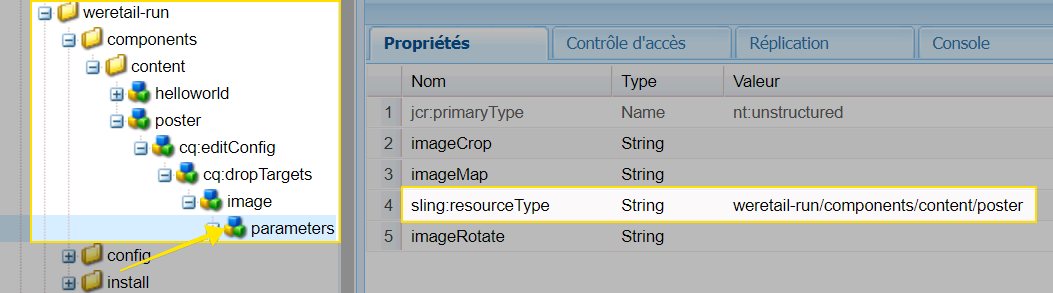 weretail-run
components
content
helloworld
poster
cq:editConfig
cq:dropTargets
image
parameters
config
install
Propriétés Contrôle d'accès Réplication Console
Nom Type Valeur
1 jcr:primaryType Name nt:unstructured
2 imageCrop String
3 imageMap String
4 sling:resourceType String weretail-run/components/content/poster
5 imageRotate String